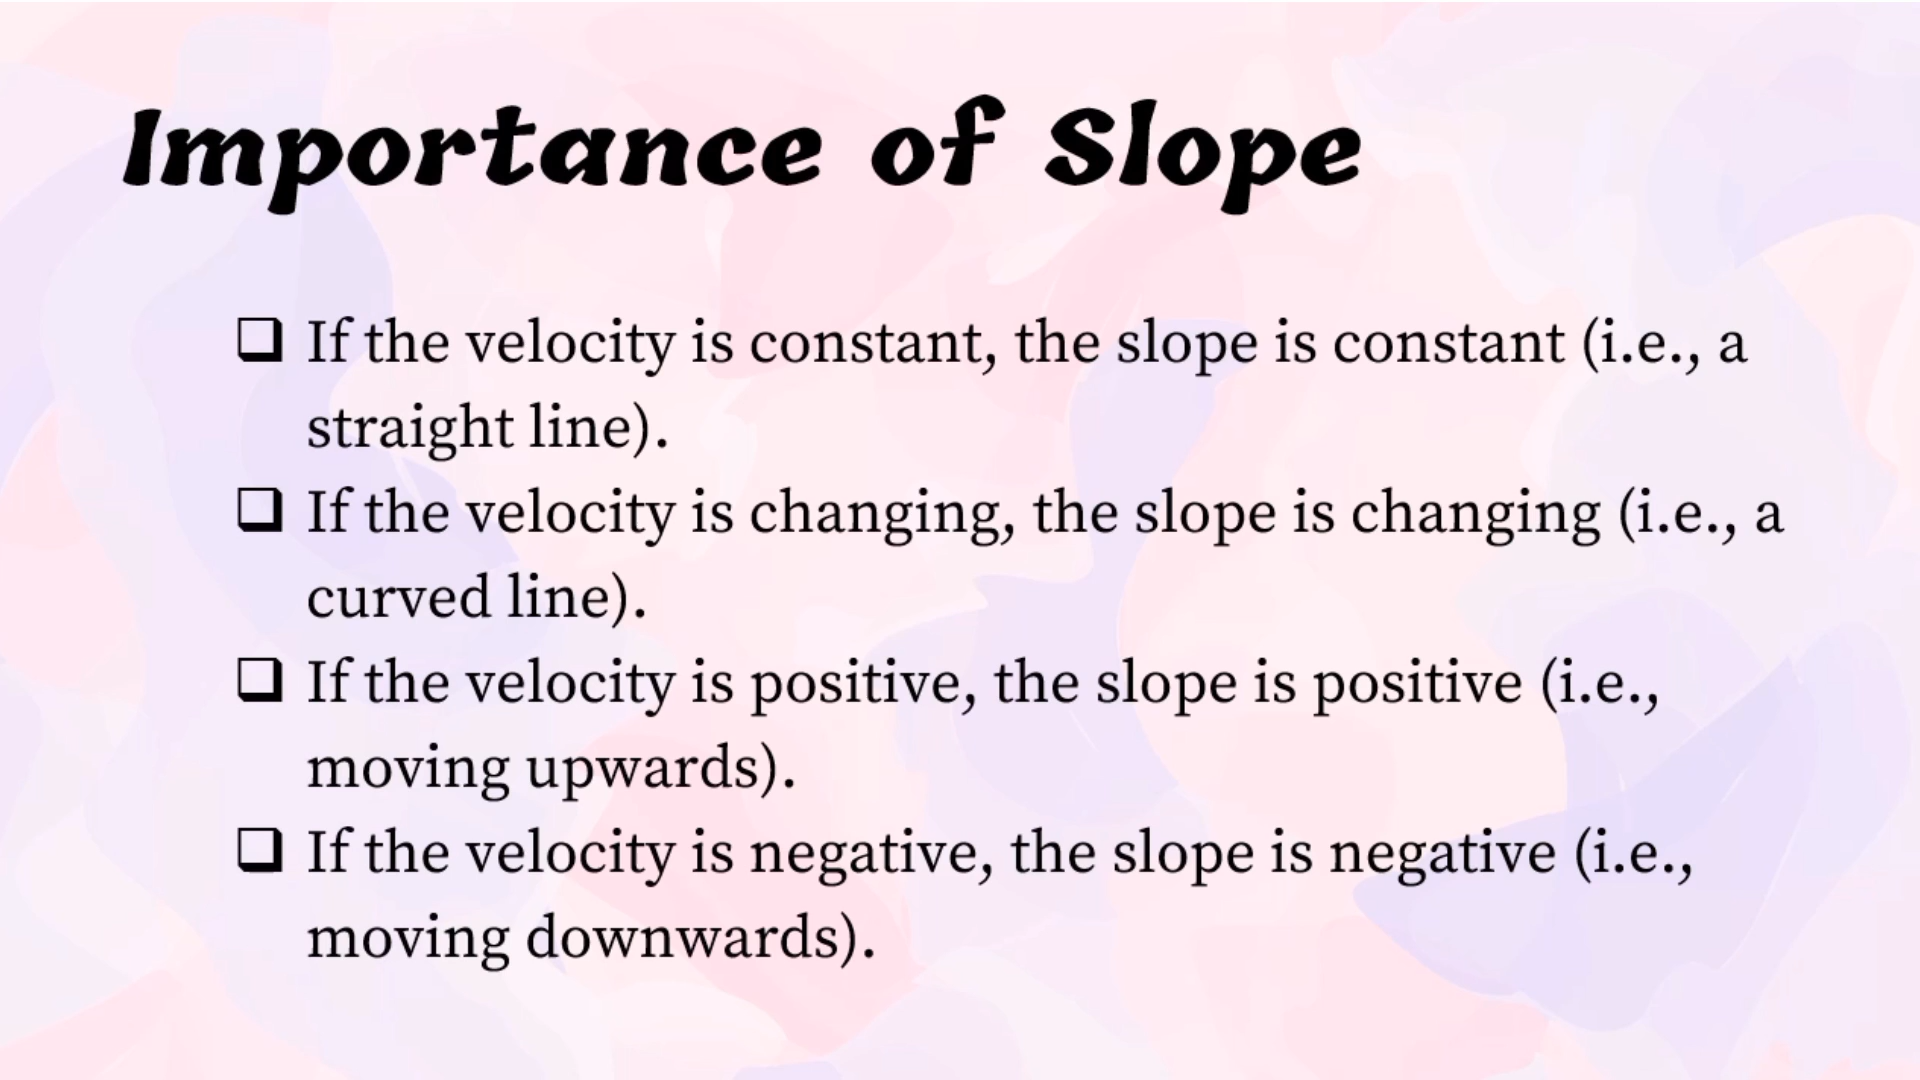 Importance of Slope
❑ If the velocity is constant, the slope is constant (i.e., a
straight line).
❑ If the velocity is changing, the slope is changing (i.e., a
curved line).
❑ If the velocity is positive, the slope is positive (i.e.,
moving upwards).
❑ If the velocity is negative, the slope is negative (i.e.,
moving downwards).